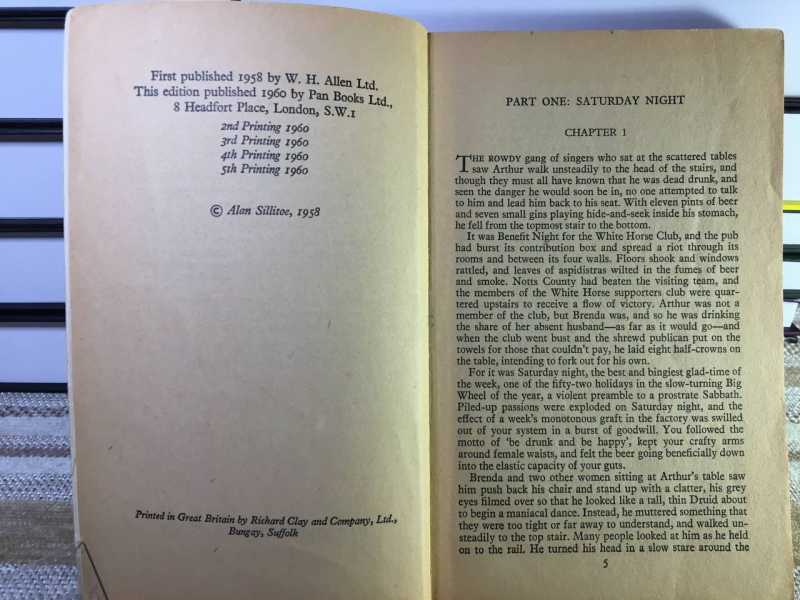 First published 1958 by W. H. Allen Ltd.
This edition published 1960 by Pan Books Ltd.,
8 Headfort Place, London, S.W.1
2nd Printing 1960
3rd Printing 1960
4th Printing 1960
5th Printing 1960
© Alan Sillitoe, 1958
Printed in Great Britain by Richard Clay and Company, Ltd.,
Bungay, Suffolk
PART ONE: SATURDAY NIGHT
CHAPTER 1
THE ROWDY gang of singers who sat at the scattered tables
saw Arthur walk unsteadily to the head of the stairs, and
though they must all have known that he was dead drunk, and
seen the danger he would soon be in, no one attempted to talk
to him and lead him back to his seat. With eleven pints of beer
and seven small gins playing hide-and-seek inside his stomach,
he fell from the topmost stair to the bottom.
It was Benefit Night for the White Horse Club, and the pub
had burst its contribution box and spread a riot through its
rooms and between its four walls. Floors shook and windows
rattled, and leaves of aspidistras wilted in the fumes of beer
and smoke. Notts County had beaten the visiting team, and
the members of the White Horse supporters club were quar-
tered upstairs to receive a flow of victory. Arthur was not a
member of the club, but Brenda was, and so he was drinking
the share of her absent husband—as far as it would go—and
when the club went bust and the shrewd publican put on the
towels for those that couldn't pay, he laid eight half-crowns on
the table, intending to fork out for his own.
For it was Saturday night, the best and bingiest glad-time of
the week, one of the fifty-two holidays in the slow-turning Big
Wheel of the year, a violent preamble to a prostrate Sabbath.
Piled-up passions were exploded on Saturday night, and the
effect of a week's monotonous graft in the factory was swilled
out of your system in a burst of goodwill. You followed the
motto of 'be drunk and be happy', kept your crafty arms
around female waists, and felt the beer going beneficially down
into the elastic capacity of your guts.
Brenda and two other women sitting at Arthur's table saw
him push back his chair and stand up with a clatter, his grey
eyes filmed over so that he looked like a tall, thin Druid about
to begin a maniacal dance. Instead, he muttered something that
they were too tight or far away to understand, and walked un-
steadily to the top stair. Many people looked at him as he held
on to the rail. He turned his head in a slow stare around the
5